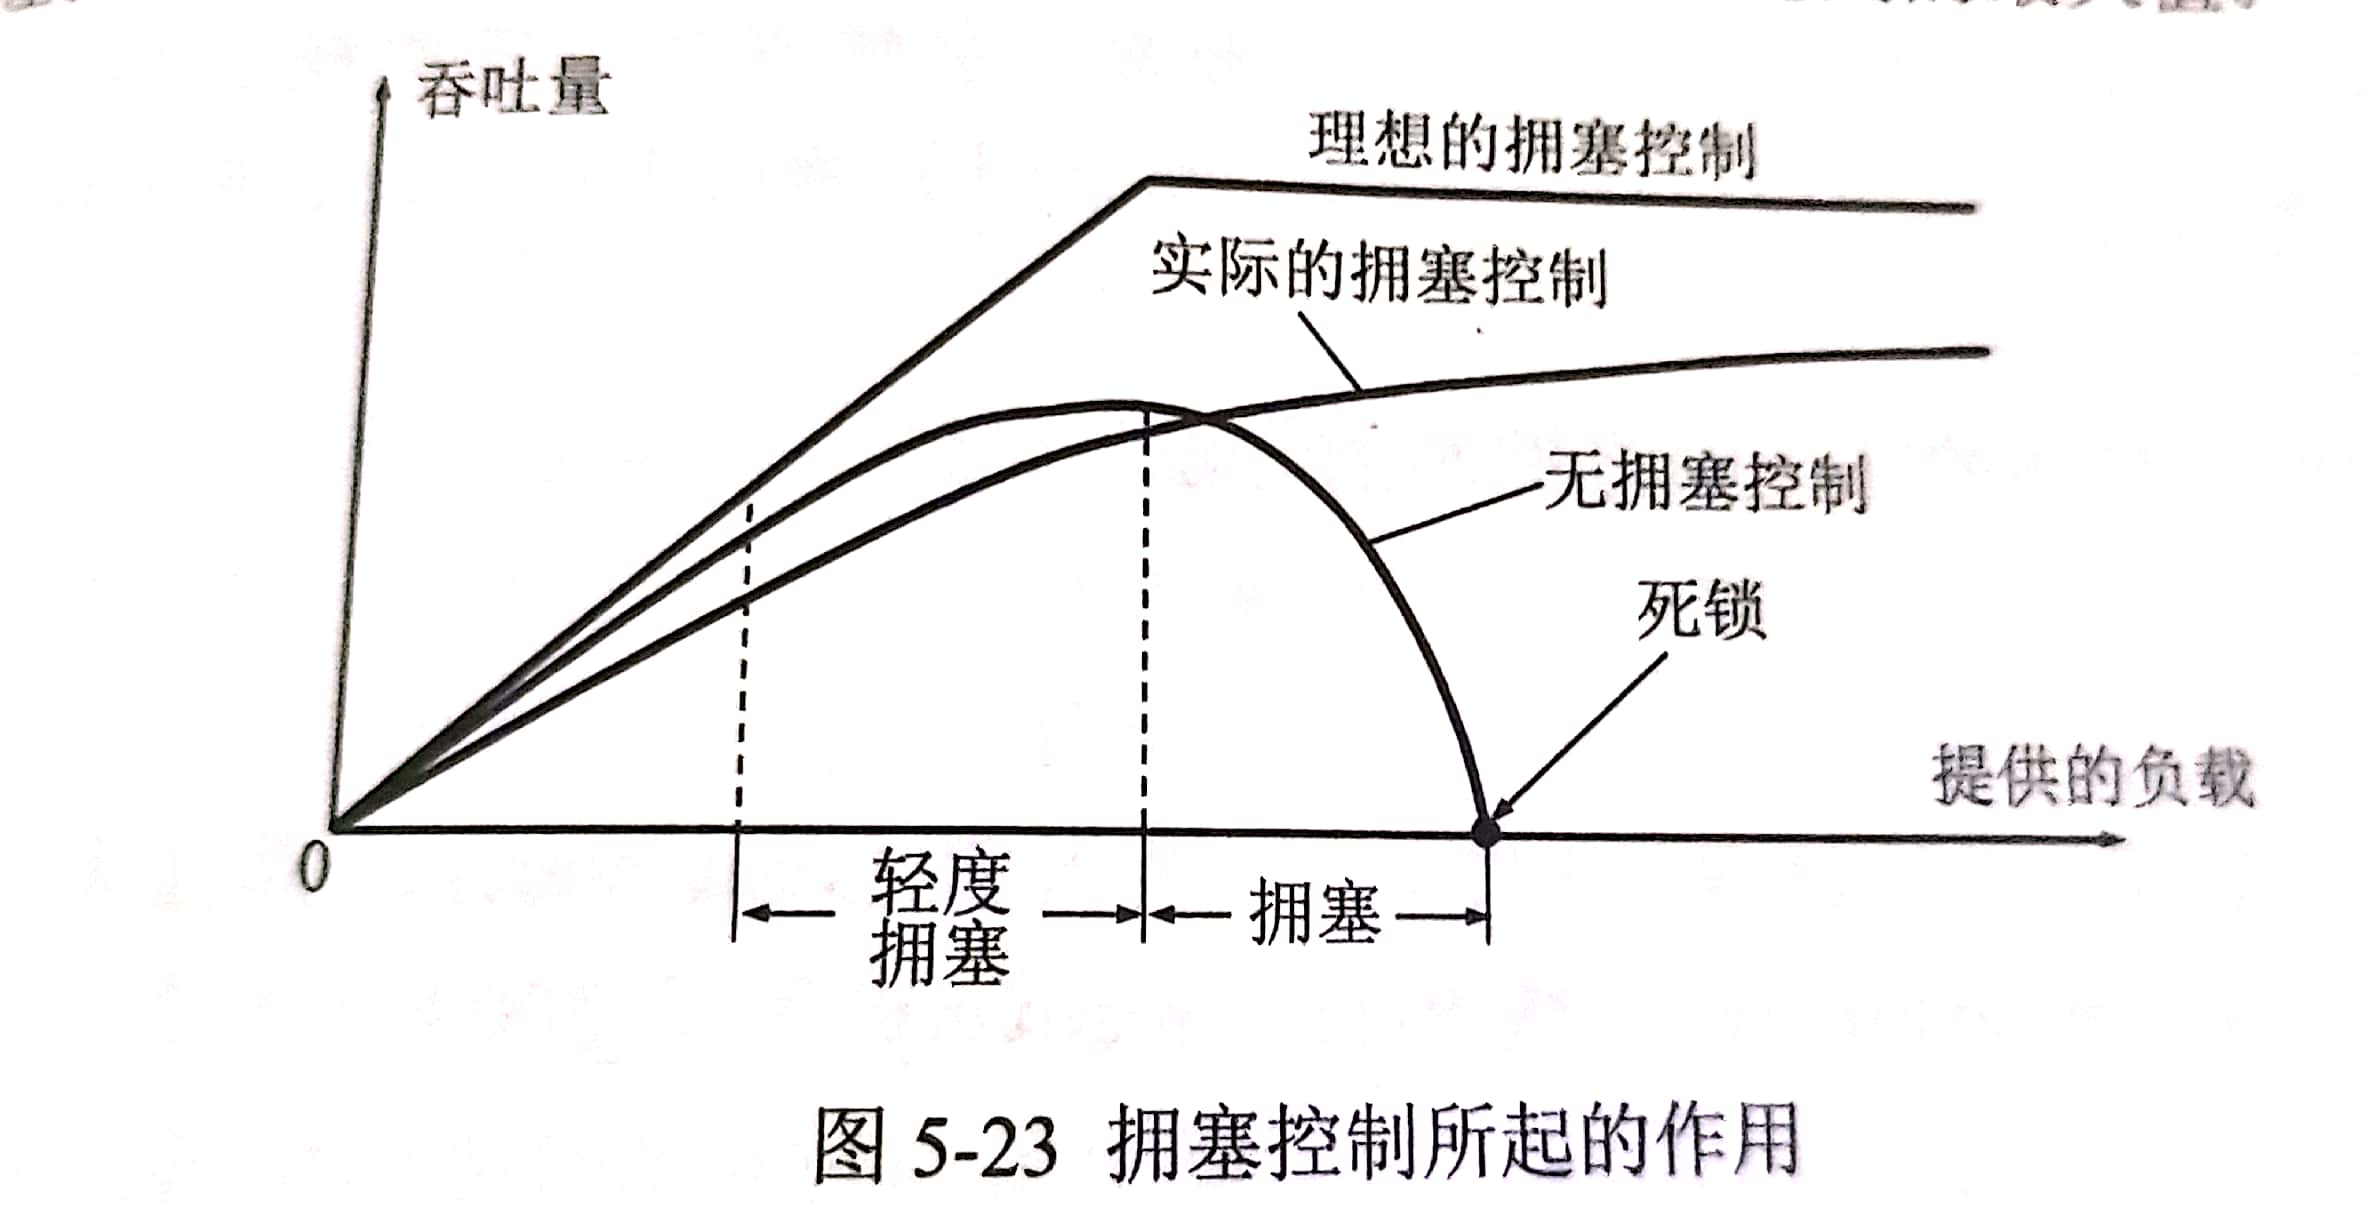 吞吐量
理想的拥塞控制
实际的拥塞控制
无拥塞控制
死锁
提供的负载
0
轻度
拥塞
拥塞
图 5-23 拥塞控制所起的作用